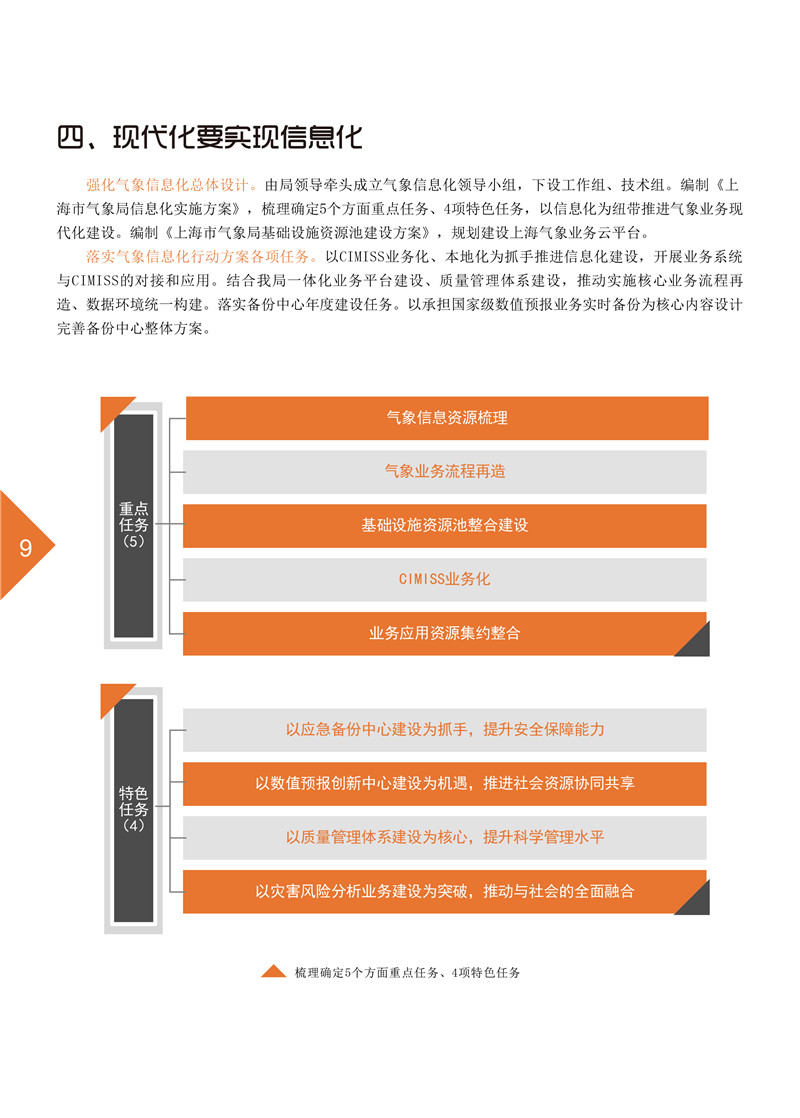 四、现代化要实现信息化
强化气象信息化总体设计。由局领导牵头成立气象信息化领导小组，下设工作组、技术组。编制《上
海市气象局信息化实施方案》，梳理确定5个方面重点任务、4项特色任务，以信息化为纽带推进气象业务现
代化建设。编制《上海市气象局基础设施资源池建设方案》，规划建设上海气象业务云平台。
落实气象信息化行动方案各项任务。以CIMISS业务化、本地化为抓手推进信息化建设，开展业务系统
与CIMISS的对接和应用。结合我局一体化业务平台建设、质量管理体系建设，推动实施核心业务流程再
造、数据环境统一构建。落实备份中心年度建设任务。以承担国家级数值预报业务实时备份为核心内容设计
完善备份中心整体方案。
9
重点
任务
（5）
气象信息资源梳理
气象业务流程再造
基础设施资源池整合建设
CIMISS业务化
业务应用资源集约整合
特色
任务
（4）
以应急备份中心建设为抓手，提升安全保障能力
以数值预报创新中心建设为机遇，推进社会资源协同共享
以质量管理体系建设为核心，提升科学管理水平
以灾害风险分析业务建设为突破，推动与社会的全面融合
梳理确定5个方面重点任务、4项特色任务